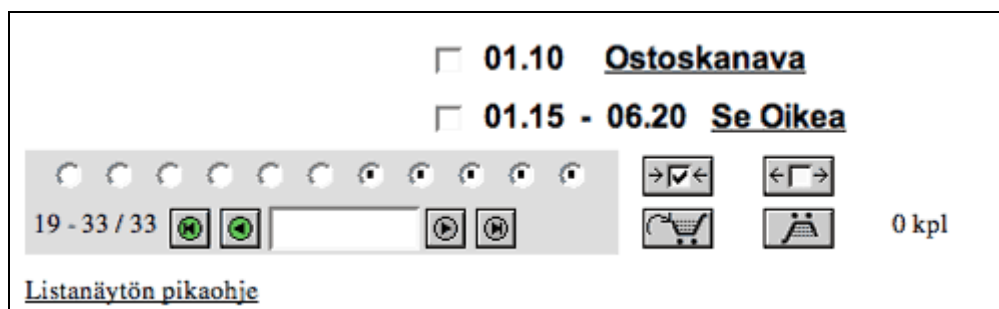 01.10 Ostoskanava
01.15 - 06.20 Se Oikea
19 - 33 / 33
0 kpl
Listanäytön pikaohje